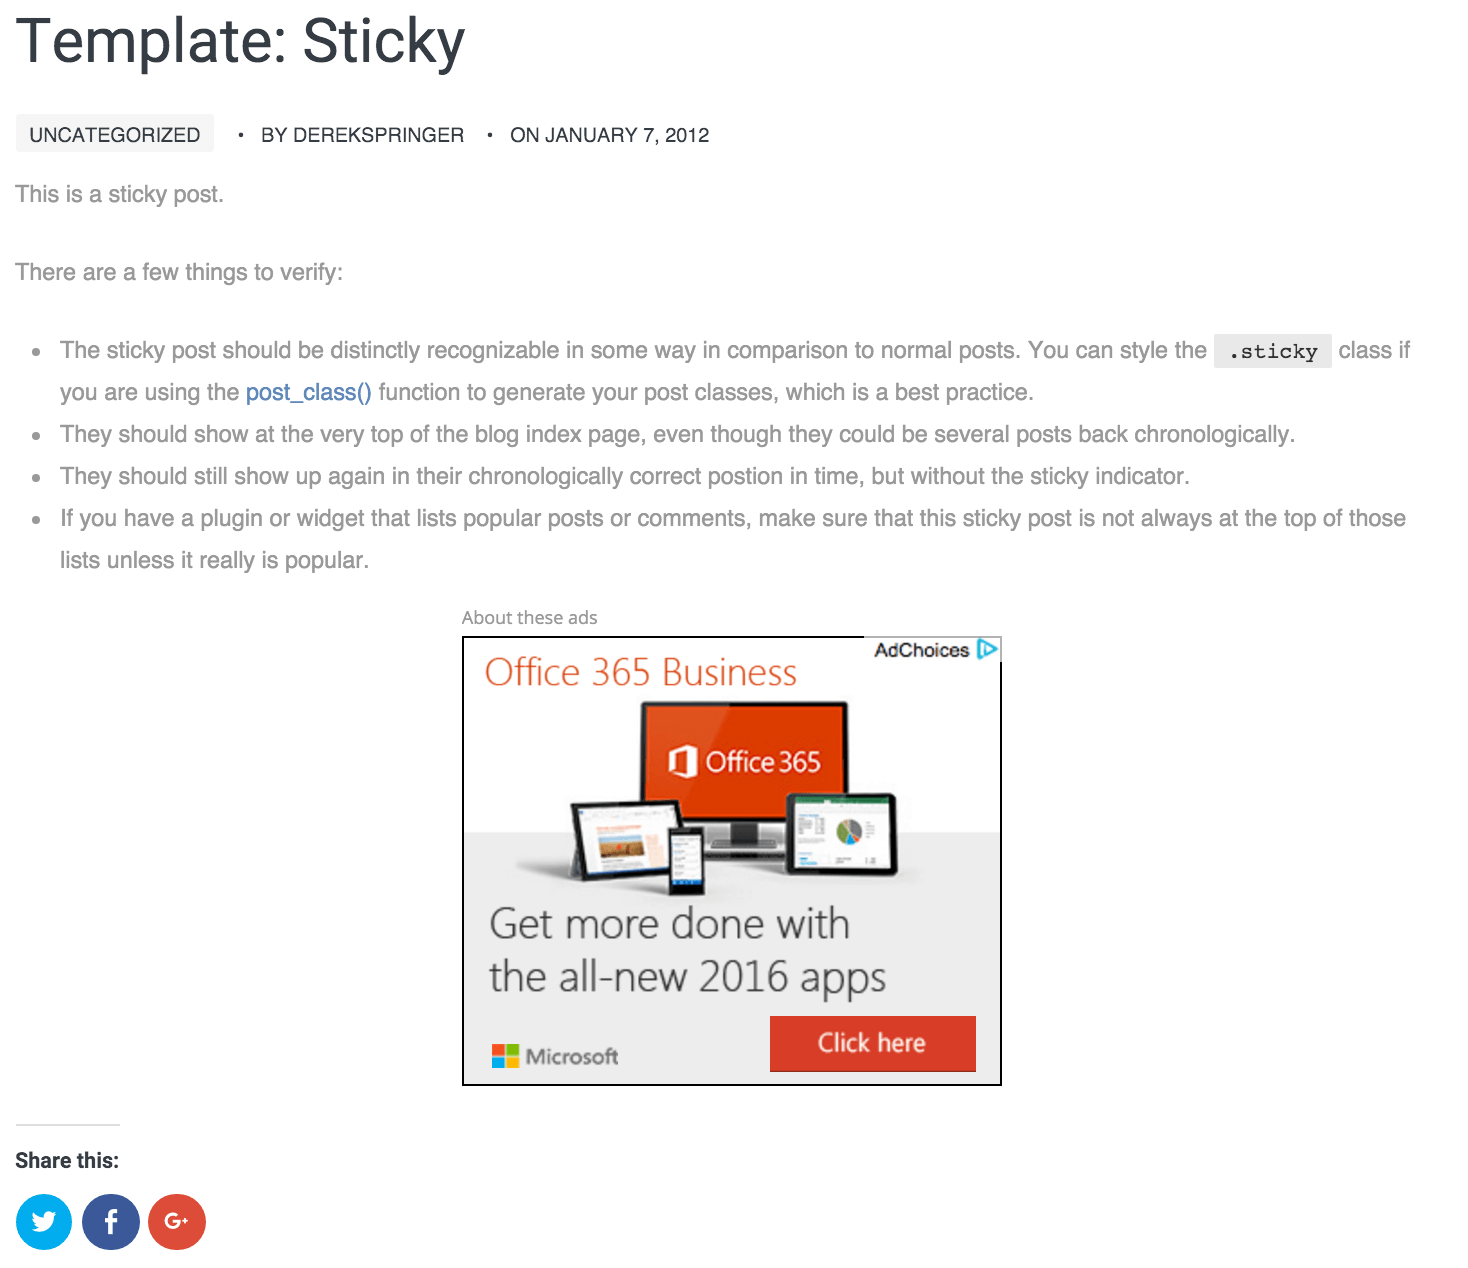 Template: Sticky
UNCATEGORIZED • BY DEREKSPRINGER • ON JANUARY 7, 2012
This is a sticky post.
There are a few things to verify:
• The sticky post should be distinctly recognizable in some way in comparison to normal posts. You can style the .sticky class if
you are using the post_class() function to generate your post classes, which is a best practice.
• They should show at the very top of the blog index page, even though they could be several posts back chronologically.
• They should still show up again in their chronologically correct postion in time, but without the sticky indicator.
• If you have a plugin or widget that lists popular posts or comments, make sure that this sticky post is not always at the top of those
lists unless it really is popular.
About these ads
AdChoices
Office 365 Business
Office 365
Get more done with
the all-new 2016 apps
Microsoft
Click here
Share this:
f
G+